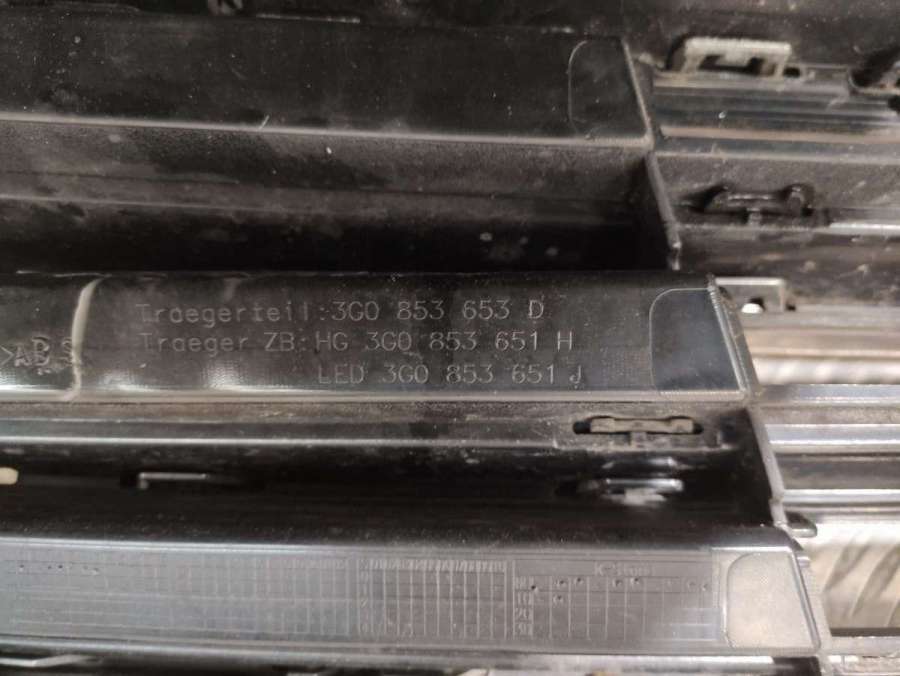 Traegerteil:3G0 853 653 D
Traeger ZB:HG 3G0 853 651 H
LED 3G0 853 651 J